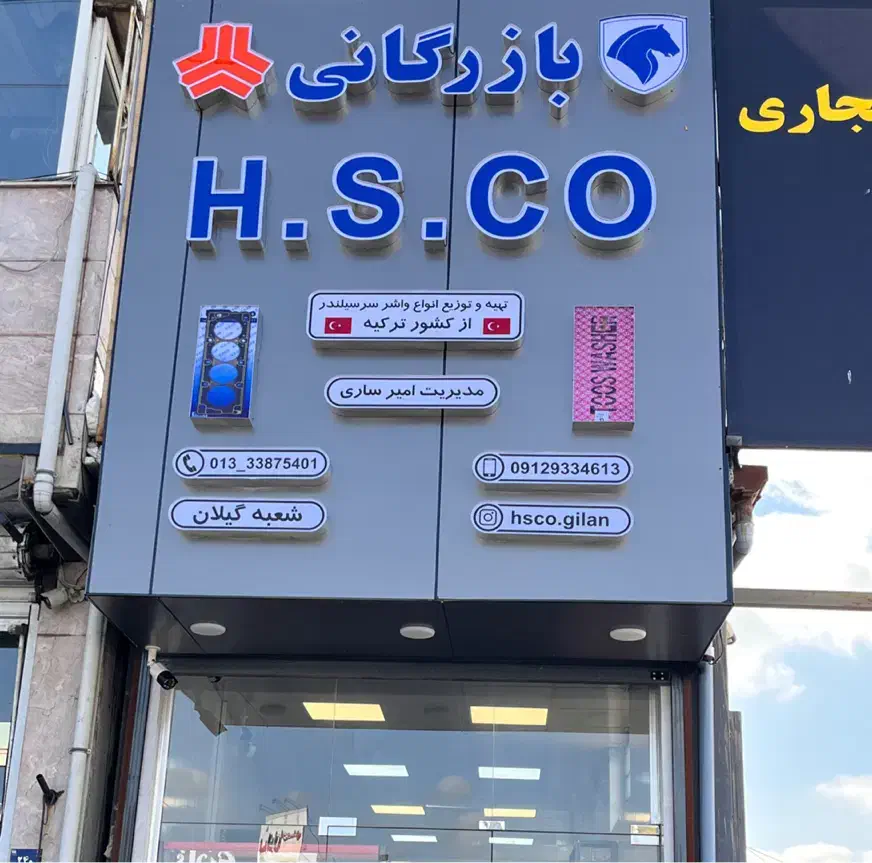 بازرگانی
H.S.CO
تهیه و توزیع انواع واشر سرسیلندر
از کشور ترکیه
TOOS WASHER
مدیریت امیر ساری
013_33875401
09129334613
شعبه گیلان
hsco.gilan
جاری
۲۴۰